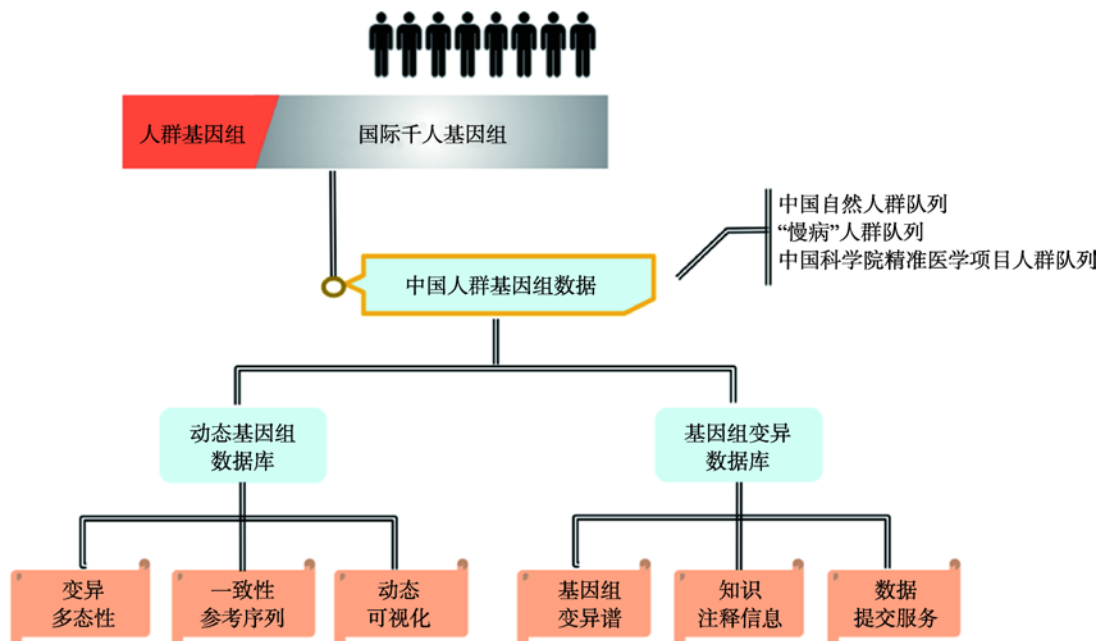 人群基因组
国际千人基因组
中国自然人群队列
“慢病”人群队列
中国科学院精准医学项目人群队列
中国人群基因组数据
动态基因组
数据库
基因组变异
数据库
变异
多态性
一致性
参考序列
动态
可视化
基因组
变异谱
知识
注释信息
数据
提交服务